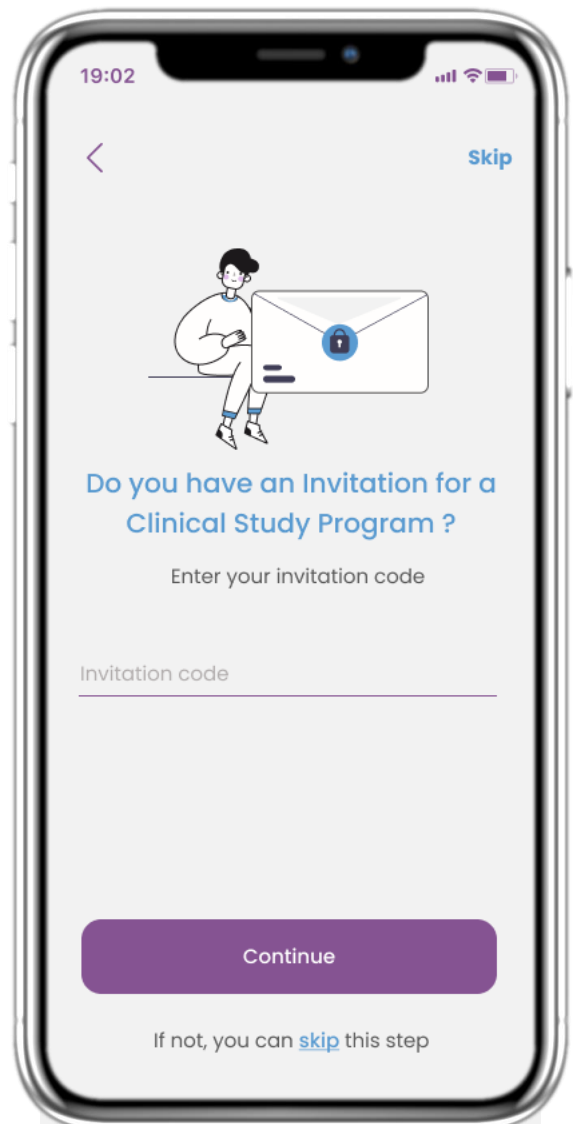 19:02
Skip
Do you have an Invitation for a
Clinical Study Program ?
Enter your invitation code
Invitation code
Continue
If not, you can skip this step